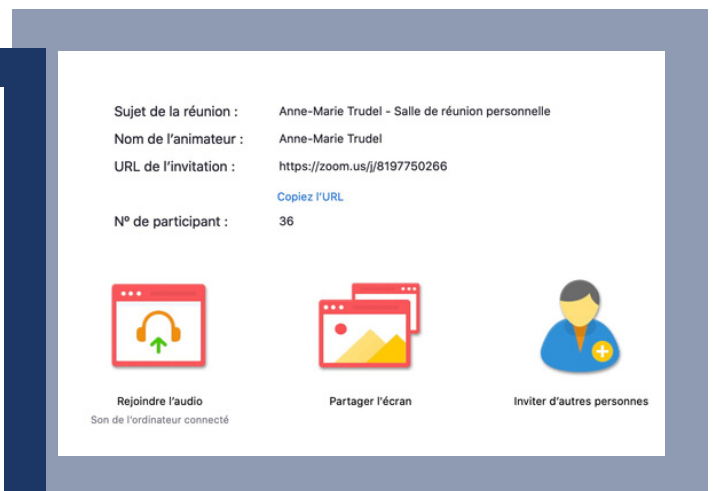 Sujet de la réunion : Anne-Marie Trudel - Salle de réunion personnelle
Nom de l'animateur : Anne-Marie Trudel
URL de l'invitation : https://zoom.us/j/8197750266
Copiez l'URL
Nº de participant : 36
Rejoindre l'audio
Son de l'ordinateur connecté
Partager l'écran
Inviter d'autres personnes